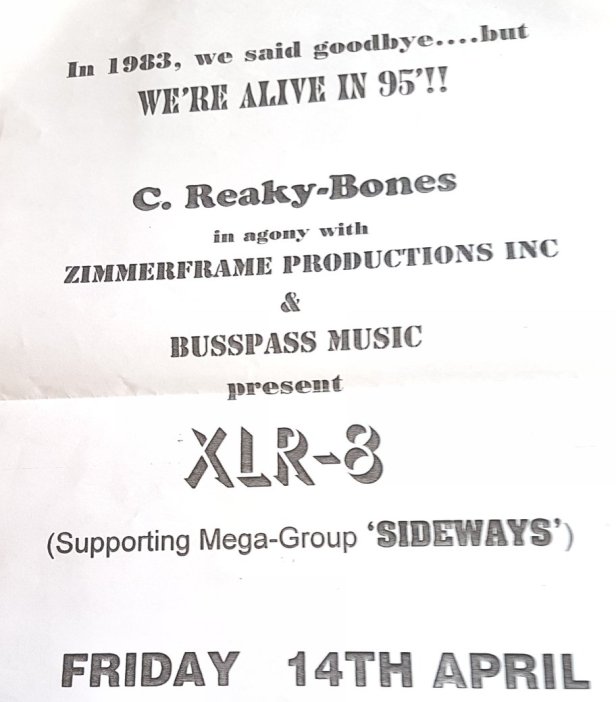 In 1983, we said goodbye....but
WE'RE ALIVE IN 95'!!
C. Reaky-Bones
in agony with
ZIMMERFRAME PRODUCTIONS INC
&
BUSSPASS MUSIC
present
XLR-8
(Supporting Mega-Group 'SIDEWAYS')
FRIDAY 14TH APRIL